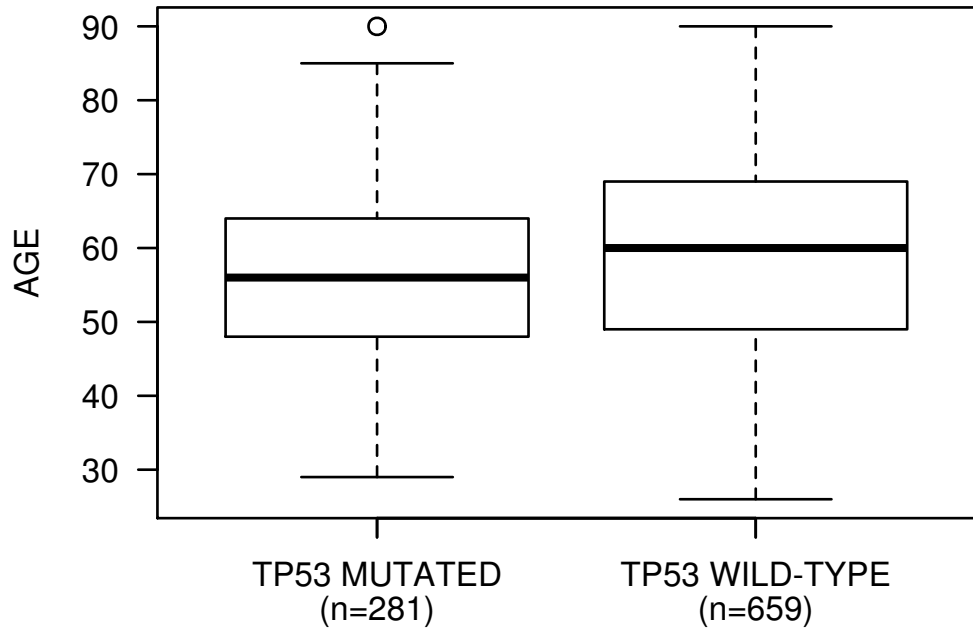 90
80
70
60
50
40
30
AGE
TP53 MUTATED
(n=281)
TP53 WILD-TYPE
(n=659)